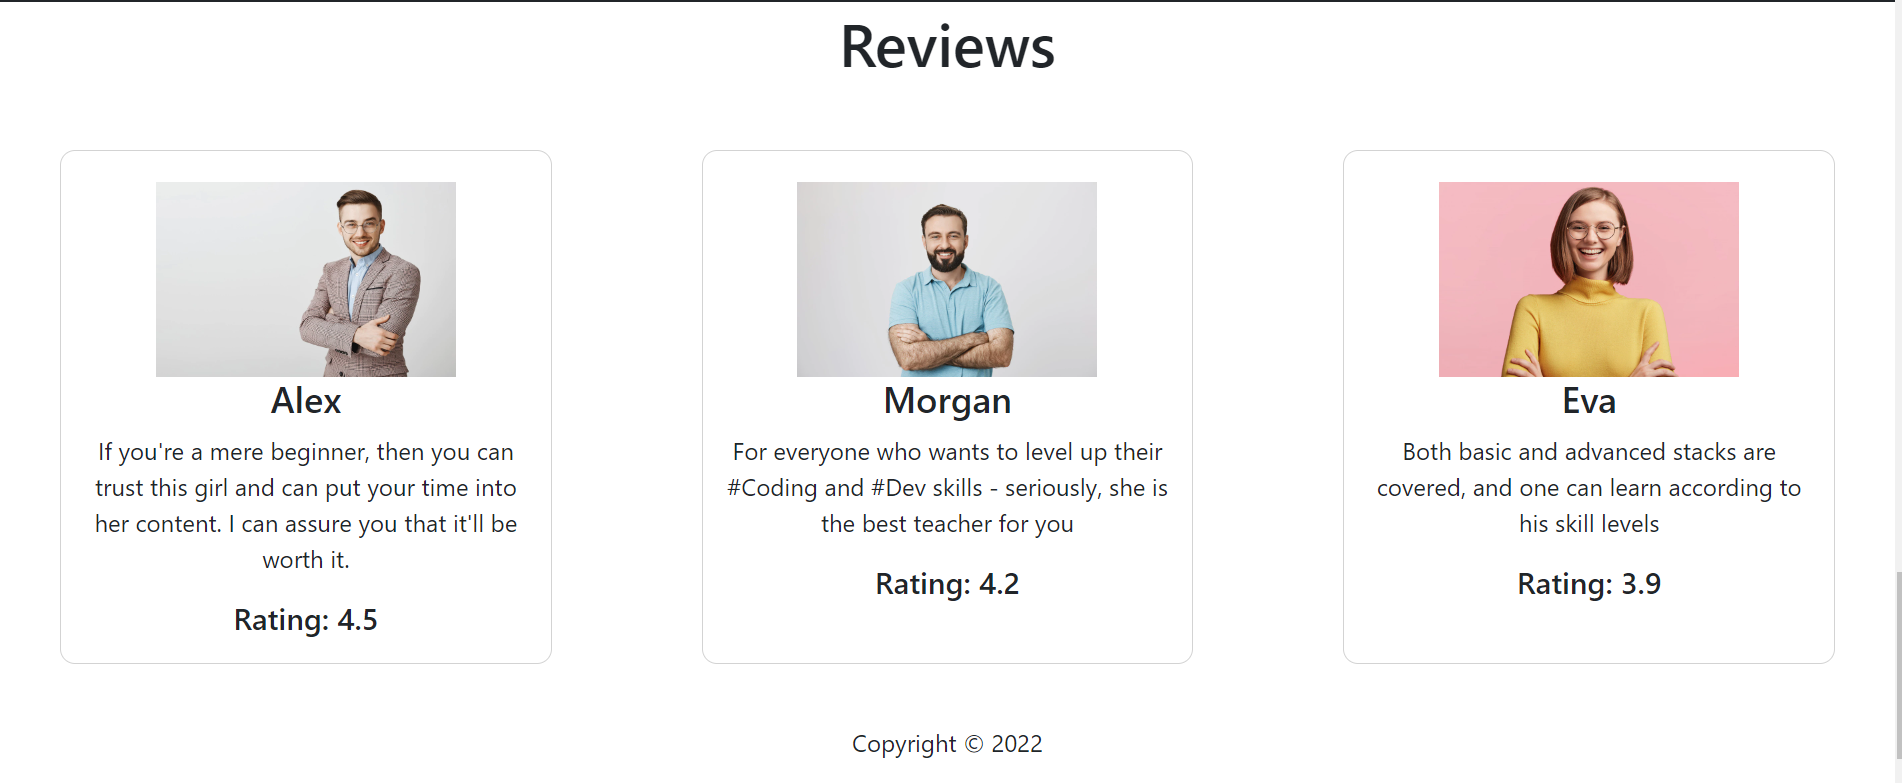 Reviews
Alex
If you're a mere beginner, then you can
trust this girl and can put your time into
her content. I can assure you that it'll be
worth it.
Rating: 4.5
Morgan
For everyone who wants to level up their
#Coding and #Dev skills - seriously, she is
the best teacher for you
Rating: 4.2
Eva
Both basic and advanced stacks are
covered, and one can learn according to
his skill levels
Rating: 3.9
Copyright © 2022